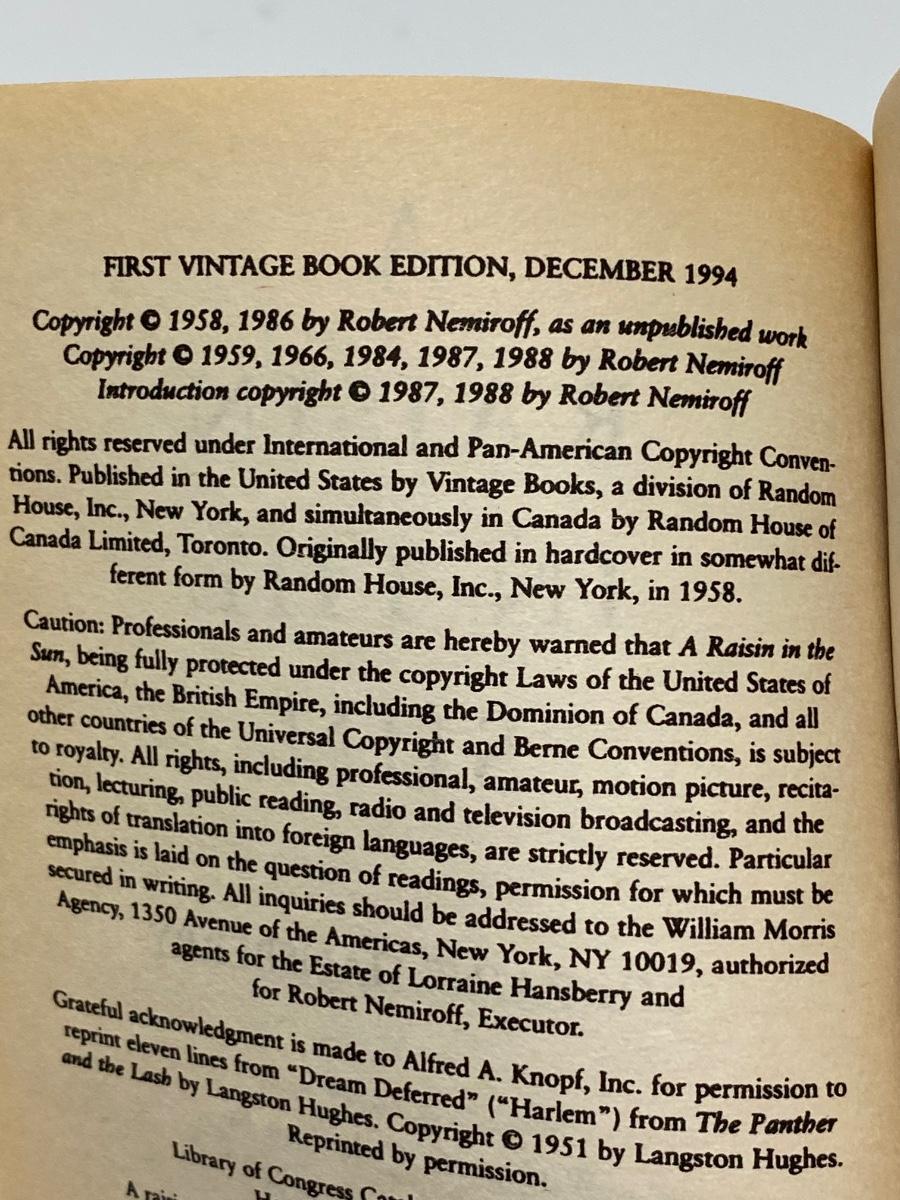 FIRST VINTAGE BOOK EDITION, DECEMBER 1994
Copyright © 1958, 1986 by Robert Nemiroff, as an unpublished work
Copyright © 1959, 1966, 1984, 1987, 1988 by Robert Nemiroff
Introduction copyright © 1987, 1988 by Robert Nemiroff
All rights reserved under International and Pan-American Copyright Conven-
tions. Published in the United States by Vintage Books, a division of Random
House, Inc., New York, and simultaneously in Canada by Random House of
Canada Limited, Toronto. Originally published in hardcover in somewhat dif-
ferent form by Random House, Inc., New York, in 1958.
Caution: Professionals and amateurs are hereby warned that A Raisin in the
Sun, being fully protected under the copyright Laws of the United States of
America, the British Empire, including the Dominion of Canada, and all
other countries of the Universal Copyright and Berne Conventions, is subject
to royalty. All rights, including professional, amateur, motion picture, recita-
tion, lecturing, public reading, radio and television broadcasting, and the
rights of translation into foreign languages, are strictly reserved. Particular
emphasis is laid on the question of readings, permission for which must be
secured in writing. All inquiries should be addressed to the William Morris
Agency, 1350 Avenue of the Americas, New York, NY 10019, authorized
agents for the Estate of Lorraine Hansberry and
for Robert Nemiroff, Executor.
Grateful acknowledgment is made to Alfred A. Knopf, Inc. for permission to
reprint eleven lines from “Dream Deferred” (“Harlem”) from The Panther
and the Lash by Langston Hughes. Copyright © 1951 by Langston Hughes.
Reprinted by permission.
Library of Congress
A